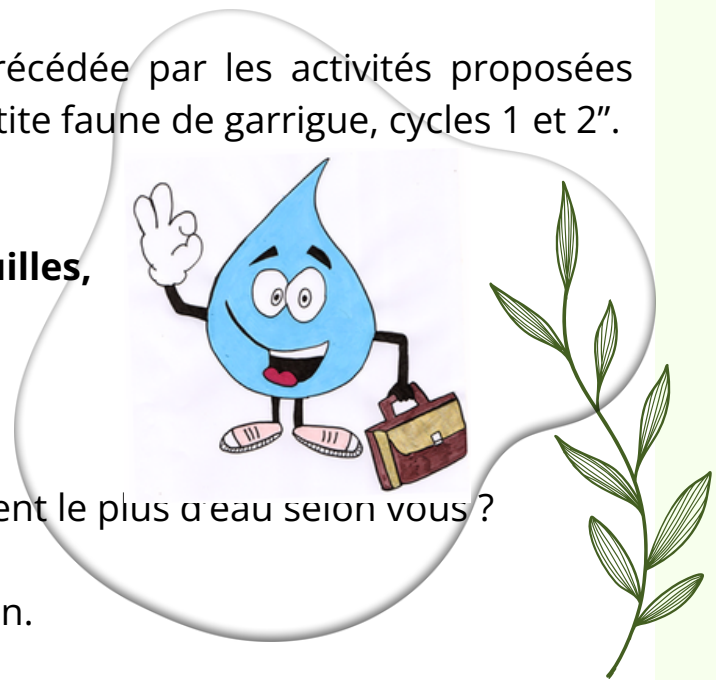 récédée par les activités proposées
tite faune de garrigue, cycles 1 et 2”.
illes,
ent le plus d'eau selon vous ?
n.